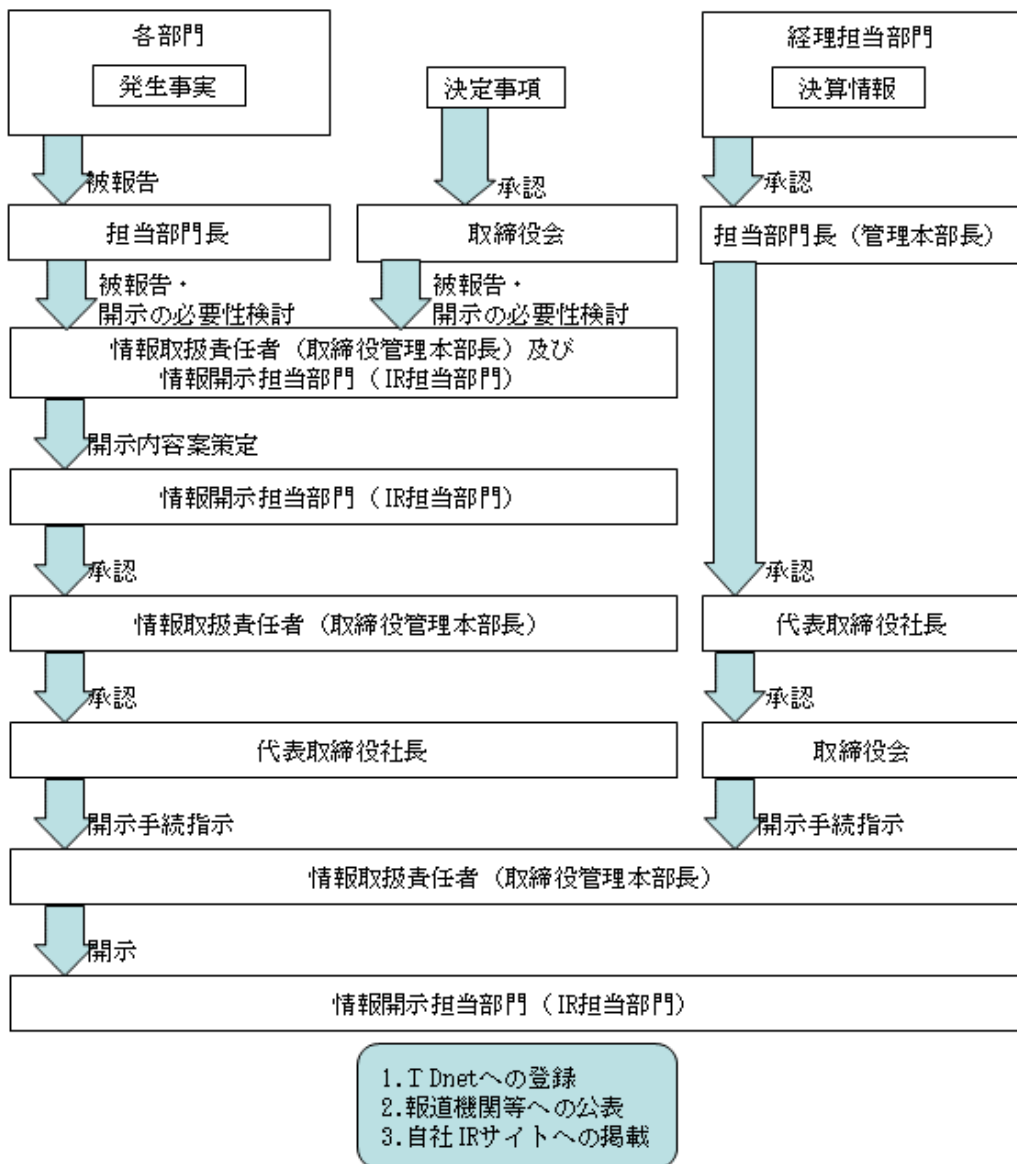 各部門
発生事実
決定事項
経理担当部門
決算情報
被報告
承認
承認
担当部門長
取締役会
担当部門長（管理本部長）
被報告・
開示の必要性検討
被報告・
開示の必要性検討
情報取扱責任者（取締役管理本部長）及び
情報開示担当部門（IR担当部門）
開示内容案策定
情報開示担当部門（IR担当部門）
承認
承認
情報取扱責任者（取締役管理本部長）
代表取締役社長
承認
承認
代表取締役社長
取締役会
開示手続指示
開示手続指示
情報取扱責任者（取締役管理本部長）
開示
情報開示担当部門（IR担当部門）
1.TDnetへの登録
2.報道機関等への公表
3.自社IRサイトへの掲載